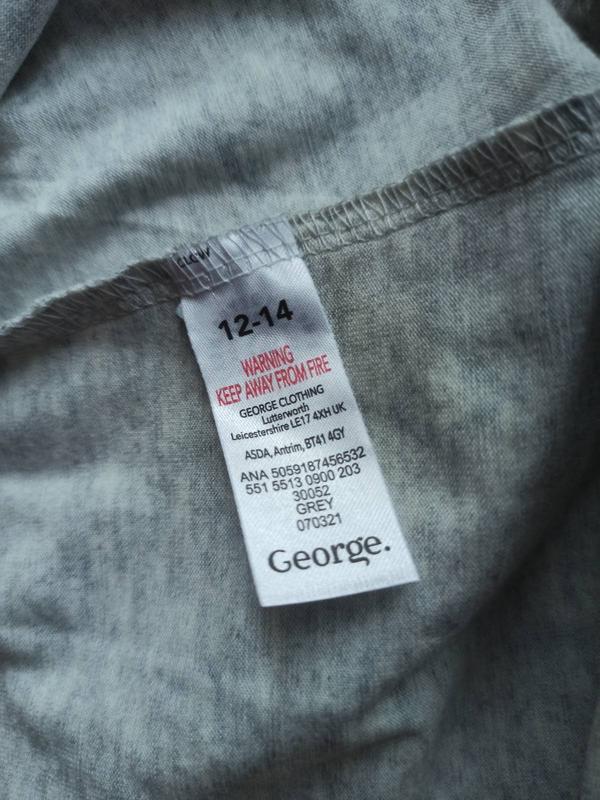 12-14
WARNING
KEEP AWAY FROM FIRE
GEORGE CLOTHING
Lutterworth
Leicestershire LE17 4XH UK
ASDA, Antrim, BT41 4GY
ANA 5059187456532
551 5513 0900 203
30052
GREY
070321
George.